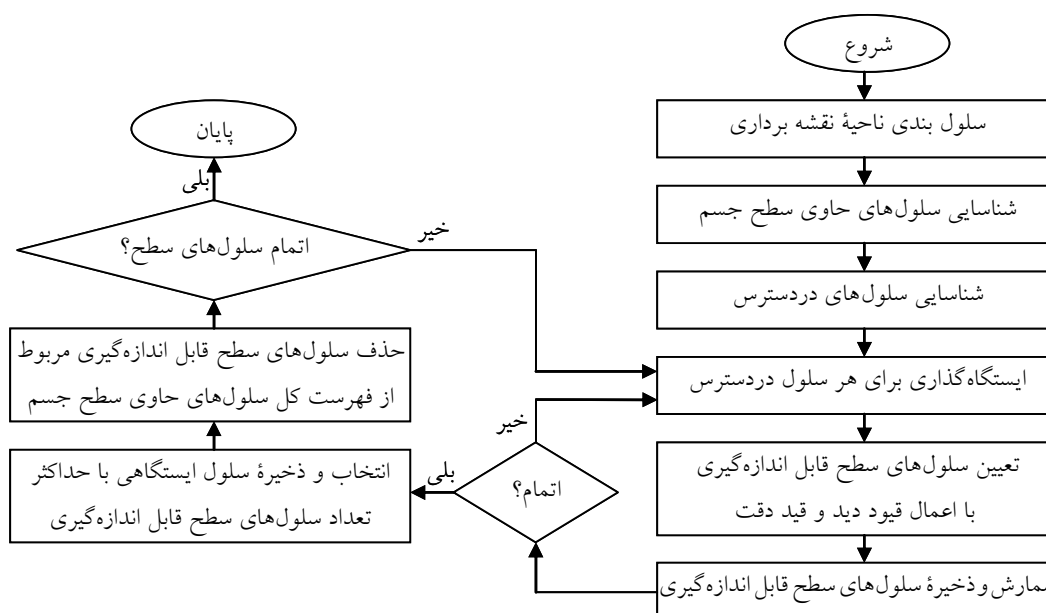 شروع
سلول بندی ناحیهٔ نقشه برداری
شناسایی سلول‌های حاوی سطح جسم
شناسایی سلول‌های دردسترس
ایستگاه‌گذاری برای هر سلول دردسترس
تعیین سلول‌های سطح قابل اندازه‌گیری
با اعمال قیود دید و قید دقت
شمارش و ذخیرهٔ سلول‌های سطح قابل اندازه‌گیری
اتمام؟
خیر
بلی
انتخاب و ذخیرهٔ سلول ایستگاهی با حداکثر
تعداد سلول‌های سطح قابل اندازه‌گیری
حذف سلول‌های سطح قابل اندازه‌گیری مربوط
از فهرست کل سلول‌های حاوی سطح جسم
اتمام سلول‌های سطح؟
خیر
بلی
پایان